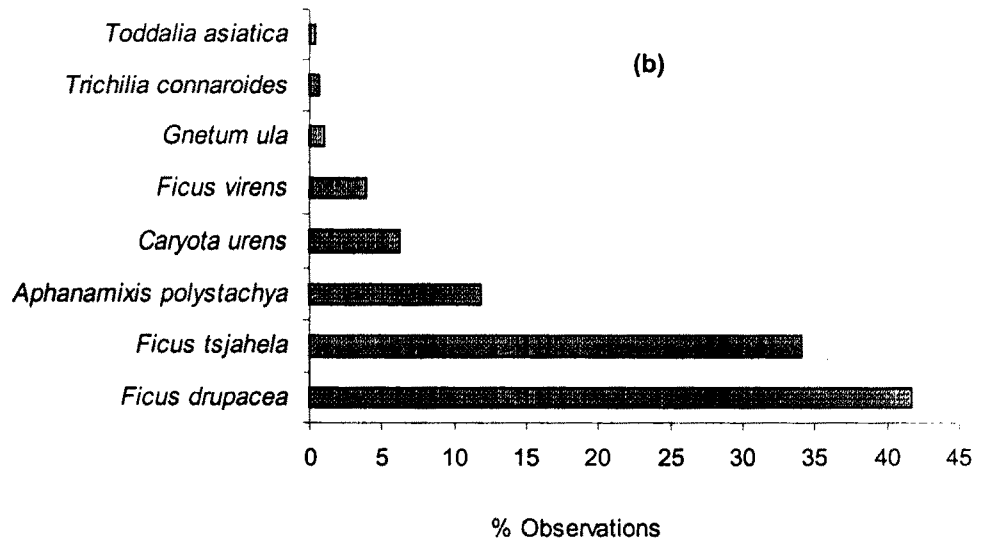 Toddalia asiatica
(b)
Trichilia connaroides
Gnetum ula
Ficus virens
Caryota urens
Aphanamixis polystachya
Ficus tsjahela
Ficus drupacea
0 5 10 15 20 25 30 35 40 45
% Observations